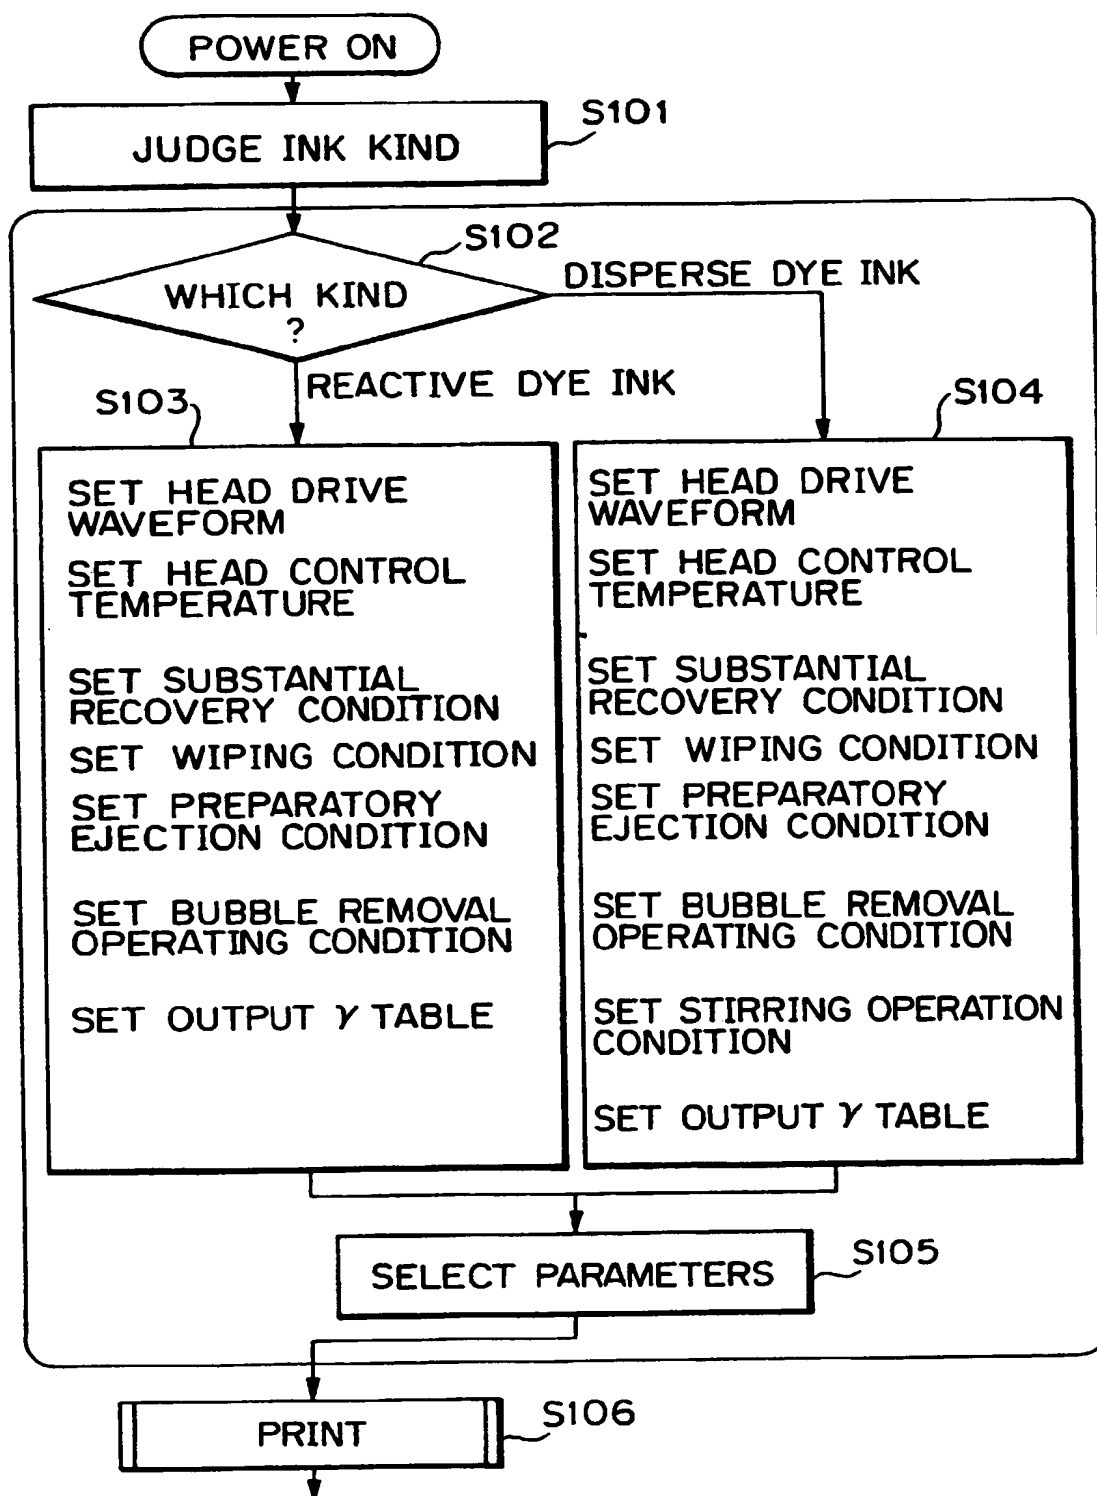 POWER ON
JUDGE INK KIND
S101
S102
WHICH KIND
?
DISPERSE DYE INK
REACTIVE DYE INK
S103
SET HEAD DRIVE
WAVEFORM
SET HEAD CONTROL
TEMPERATURE
SET SUBSTANTIAL
RECOVERY CONDITION
SET WIPING CONDITION
SET PREPARATORY
EJECTION CONDITION
SET BUBBLE REMOVAL
OPERATING CONDITION
SET OUTPUT γ TABLE
S104
SET HEAD DRIVE
WAVEFORM
SET HEAD CONTROL
TEMPERATURE
SET SUBSTANTIAL
RECOVERY CONDITION
SET WIPING CONDITION
SET PREPARATORY
EJECTION CONDITION
SET BUBBLE REMOVAL
OPERATING CONDITION
SET STIRRING OPERATION
CONDITION
SET OUTPUT γ TABLE
SELECT PARAMETERS
S105
PRINT
S106